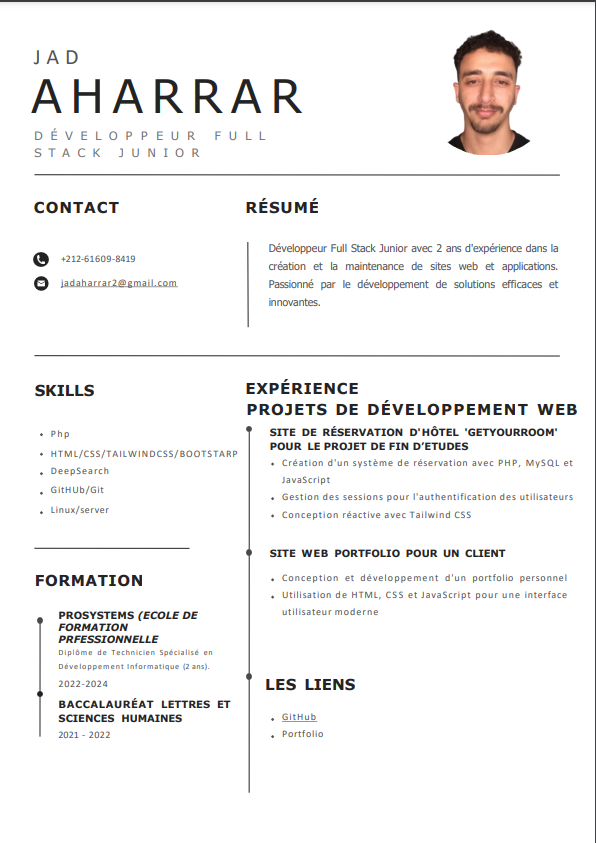 JAD
AHARRAR
DÉVELOPPEUR FULL
STACK JUNIOR
CONTACT
+212-61609-8419
jadaharrar2@gmail.com
RÉSUMÉ
Développeur Full Stack Junior avec 2 ans d'expérience dans la
création et la maintenance de sites web et applications.
Passionné par le développement de solutions efficaces et
innovantes.
SKILLS
• Php
• HTML/CSS/TAILWINDCSS/BOOTSTARP
• DeepSearch
• GitHUb/Git
• Linux/server
FORMATION
PROSYSTEMS (ECOLE DE
FORMATION
PRFESSIONNELLE
Diplôme de Technicien Spécialisé en
Développement Informatique (2 ans).
2022-2024
BACCALAURÉAT LETTRES ET
SCIENCES HUMAINES
2021 - 2022
EXPÉRIENCE
PROJETS DE DÉVELOPPEMENT WEB
SITE DE RÉSERVATION D'HÔTEL 'GETYOURROOM'
POUR LE PROJET DE FIN D’ETUDES
• Création d'un système de réservation avec PHP, MySQL et
JavaScript
• Gestion des sessions pour l'authentification des utilisateurs
• Conception réactive avec Tailwind CSS
SITE WEB PORTFOLIO POUR UN CLIENT
• Conception et développement d'un portfolio personnel
• Utilisation de HTML, CSS et JavaScript pour une interface
utilisateur moderne
LES LIENS
• GitHub
• Portfolio